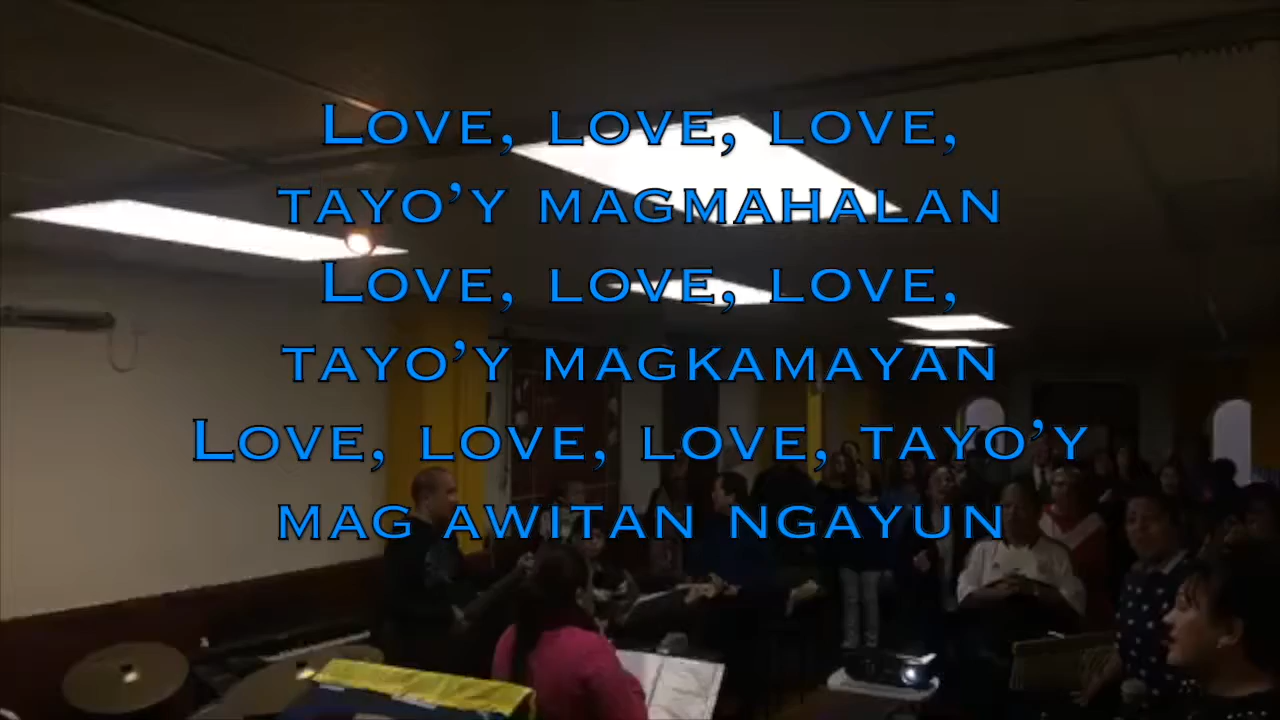 Love, love, love,
tayo’y magmahalan
Love, love, love,
tayo’y magkamayan
Love, love, love, tayo’y
mag awitan ngayun